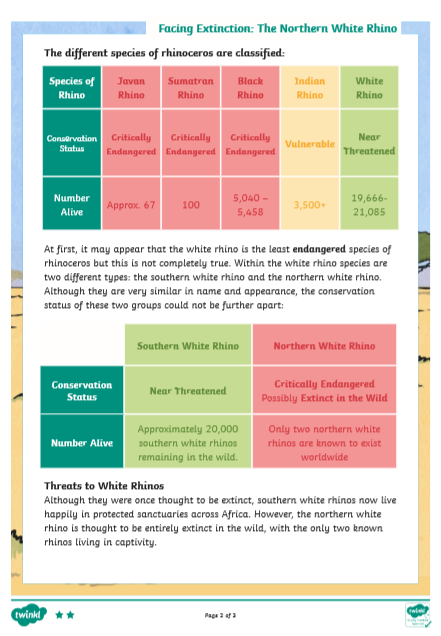 Facing Extinction: The Northern White Rhino
The different species of rhinoceros are classified:
Species of Rhino
Javan Rhino
Sumatran Rhino
Black Rhino
Indian Rhino
White Rhino
Conservation Status
Critically Endangered
Critically Endangered
Critically Endangered
Vulnerable
Near Threatened
Number Alive
Approx. 67
100
5,040 – 5,458
3,500+
19,666- 21,085
At first, it may appear that the white rhino is the least endangered species of
rhinoceros but this is not completely true. Within the white rhino species are
two different types: the southern white rhino and the northern white rhino.
Although they are very similar in name and appearance, the conservation
status of these two groups could not be further apart:
Southern White Rhino
Northern White Rhino
Conservation Status
Near Threatened
Critically Endangered
Possibly Extinct in the Wild
Number Alive
Approximately 20,000
southern white rhinos
remaining in the wild.
Only two northern white
rhinos are known to exist
worldwide
Threats to White Rhinos
Although they were once thought to be extinct, southern white rhinos now live
happily in protected sanctuaries across Africa. However, the northern white
rhino is thought to be entirely extinct in the wild, with the only two known
rhinos living in captivity.
twinkl
Page 2 of 3
twinkl